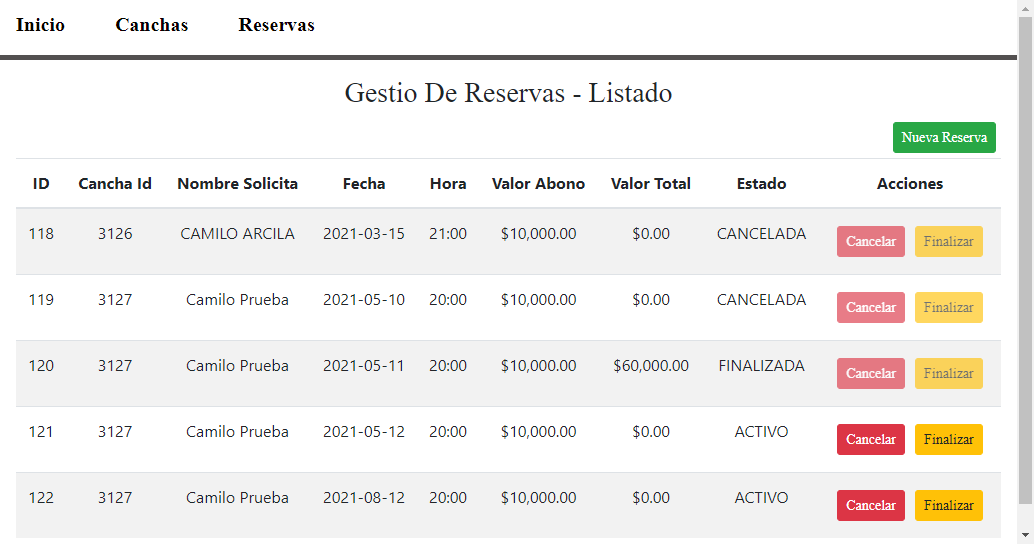 Inicio Canchas Reservas
Gestio De Reservas - Listado
Nueva Reserva
ID Cancha Id Nombre Solicita Fecha Hora Valor Abono Valor Total Estado Acciones
118 3126 CAMILO ARCILA 2021-03-15 21:00 $10,000.00 $0.00 CANCELADA Cancelar Finalizar
119 3127 Camilo Prueba 2021-05-10 20:00 $10,000.00 $0.00 CANCELADA Cancelar Finalizar
120 3127 Camilo Prueba 2021-05-11 20:00 $10,000.00 $60,000.00 FINALIZADA Cancelar Finalizar
121 3127 Camilo Prueba 2021-05-12 20:00 $10,000.00 $0.00 ACTIVO Cancelar Finalizar
122 3127 Camilo Prueba 2021-08-12 20:00 $10,000.00 $0.00 ACTIVO Cancelar Finalizar